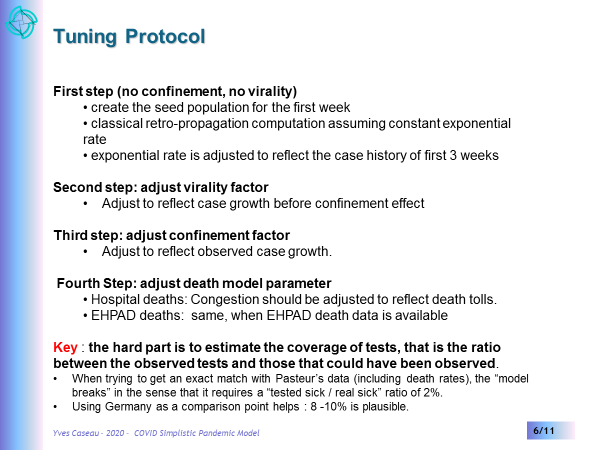 Tuning Protocol
First step (no confinement, no virality)
• create the seed population for the first week
• classical retro-propagation computation assuming constant exponential
rate
• exponential rate is adjusted to reflect the case history of first 3 weeks
Second step: adjust virality factor
• Adjust to reflect case growth before confinement effect
Third step: adjust confinement factor
• Adjust to reflect observed case growth.
Fourth Step: adjust death model parameter
• Hospital deaths: Congestion should be adjusted to reflect death tolls.
• EHPAD deaths: same, when EHPAD death data is available
Key : the hard part is to estimate the coverage of tests, that is the ratio
between the observed tests and those that could have been observed.
• When trying to get an exact match with Pasteur's data (including death rates), the “model
breaks” in the sense that it requires a “tested sick / real sick” ratio of 2%.
• Using Germany as a comparison point helps : 8 -10% is plausible.
Yves Caseau - 2020 - COVID Simplistic Pandemic Model
6/11